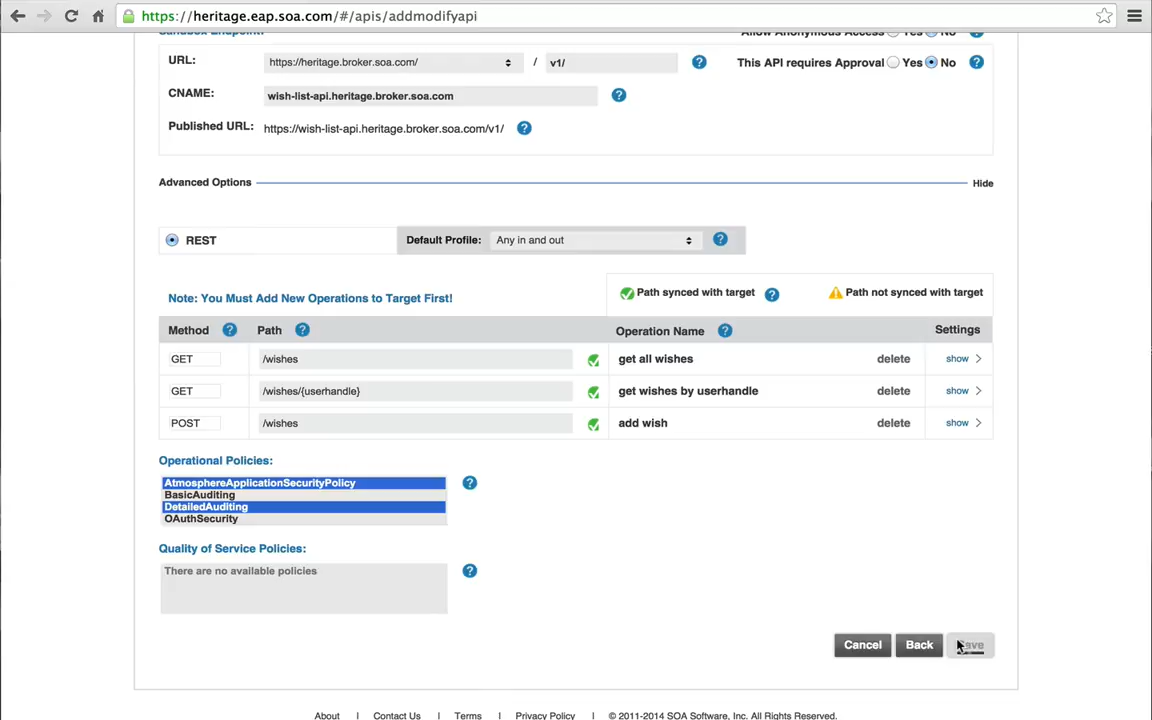 https://heritage.eap.soa.com/#/apis/addmodifyapi
Sandbox Endpoint:
Allow Anonymous Access Yes No ?
URL: https://heritage.broker.soa.com/ / v1/ ? This API requires Approval Yes No ?
CNAME: wish-list-api.heritage.broker.soa.com ?
Published URL: https://wish-list-api.heritage.broker.soa.com/v1/ ?
Advanced Options Hide
REST Default Profile: Any in and out ?
Note: You Must Add New Operations to Target First! Path synced with target ? Path not synced with target
Method ? Path ? Operation Name ? Settings
GET /wishes get all wishes delete show >
GET /wishes/{userhandle} get wishes by userhandle delete show >
POST /wishes add wish delete show >
Operational Policies:
AtmosphereApplicationSecurityPolicy ?
BasicAuditing
DetailedAuditing
OAuthSecurity
Quality of Service Policies:
There are no available policies ?
Cancel Back Save
About | Contact Us | Terms | Privacy Policy | © 2011-2014 SOA Software, Inc. All Rights Reserved.